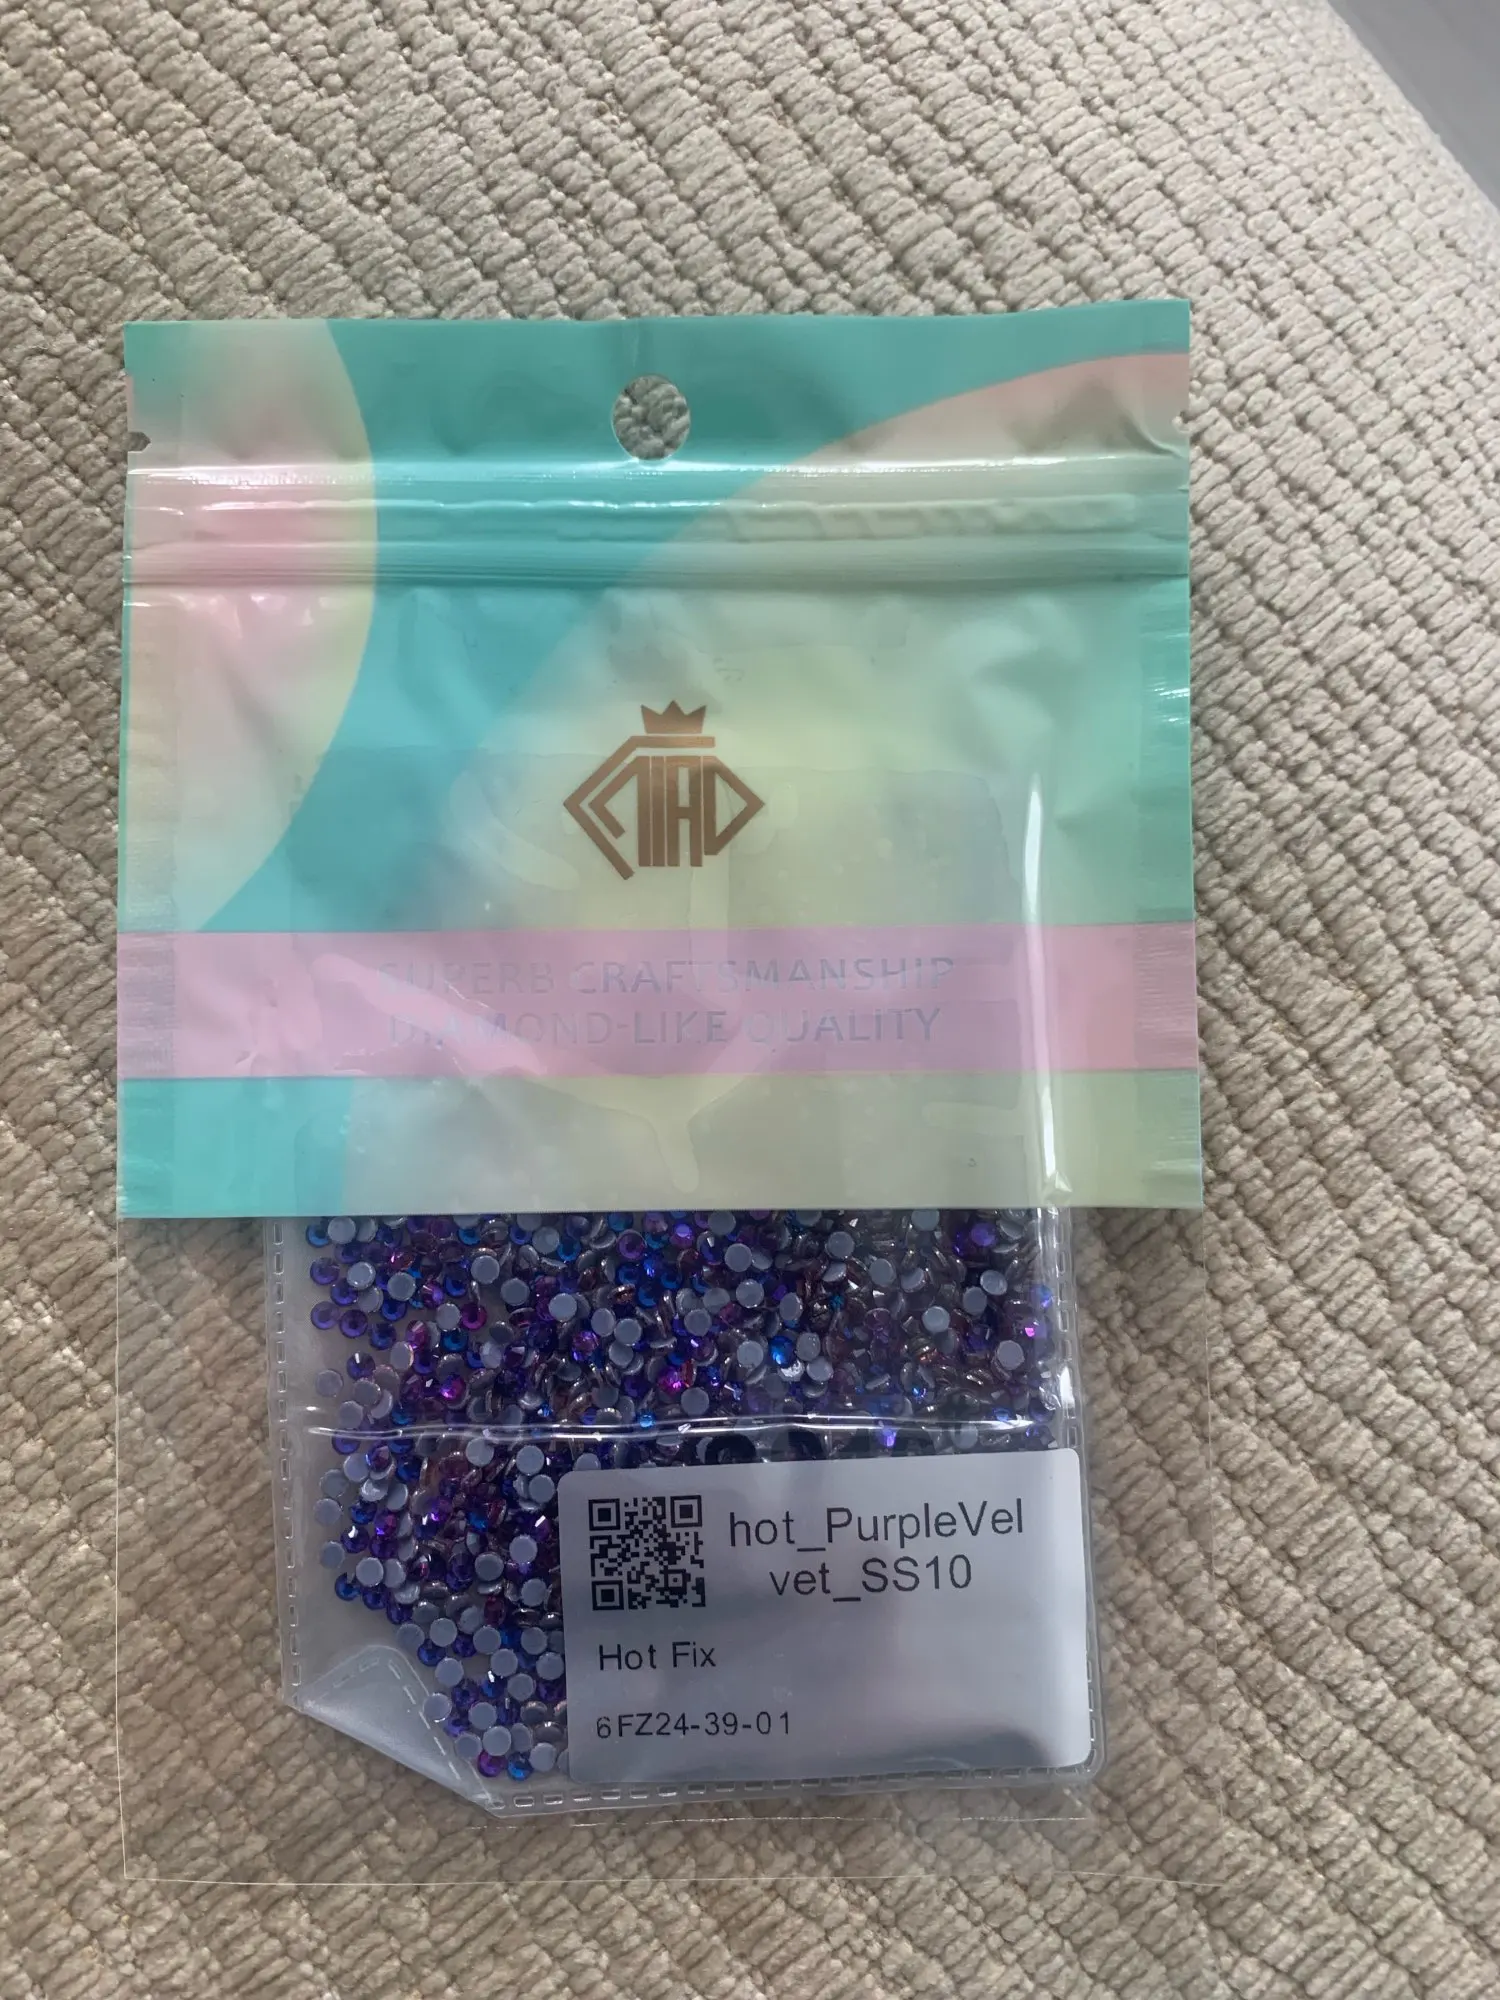 SUPERB CRAFTSMANSHIP
DIAMOND-LIKE QUALITY
hot_PurpleVel
vet_SS10
Hot Fix
6FZ24-39-01